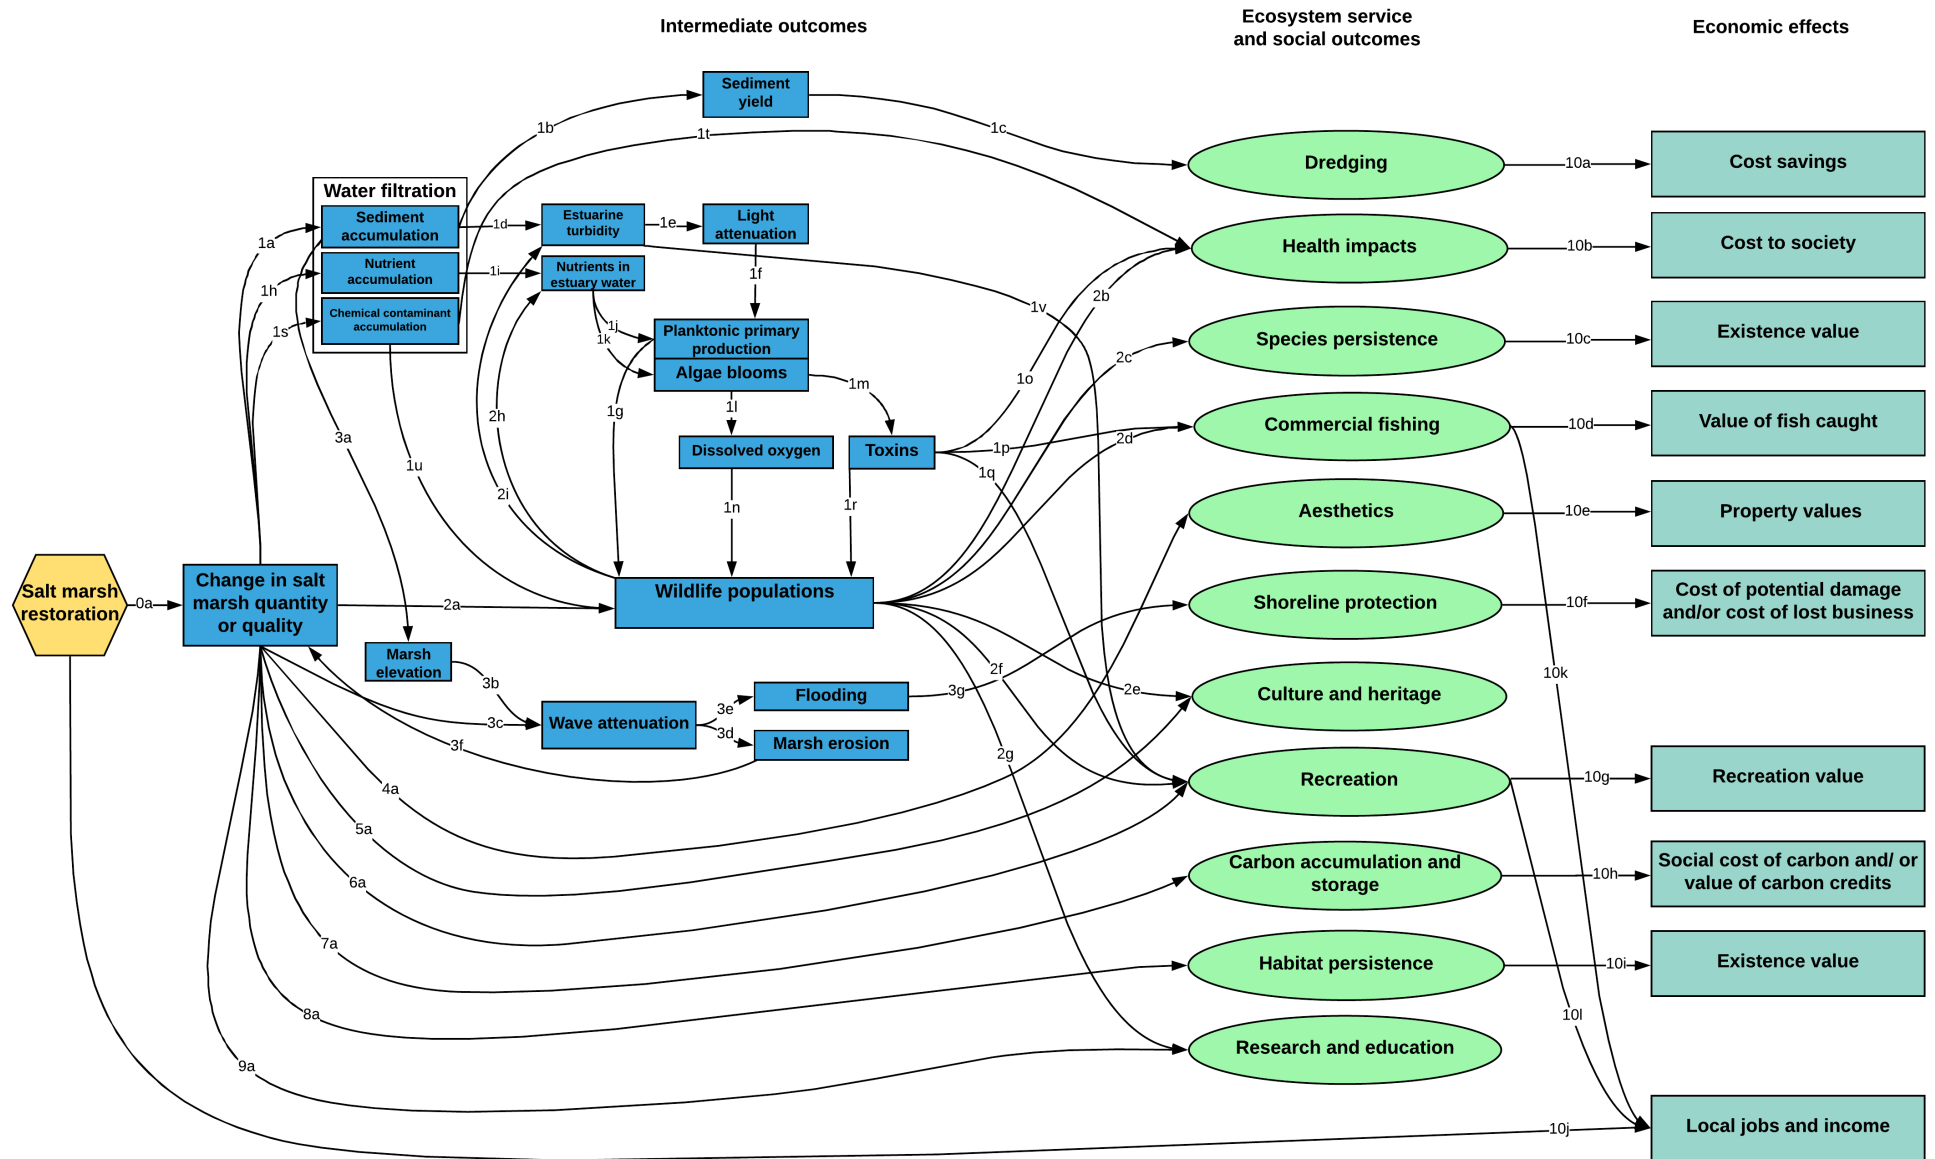 Intermediate outcomes
Ecosystem service
and social outcomes
Economic effects
Sediment
yield
1b
1t
1c
Dredging
10a
Cost savings
Water filtration
Sediment
accumulation
Nutrient
accumulation
Chemical contaminant
accumulation
1a
1h
1s
1d
1i
Estuarine
turbidity
1e
Light
attenuation
Nutrients in
estuary water
1f
1j
1k
Planktonic primary
production
Algae blooms
1v
2b
Health impacts
10b
Cost to society
Species persistence
10c
Existence value
2c
1o
1m
1l
1g
2h
3a
1u
2i
Dissolved oxygen
Toxins
1p
1q
2d
1n
1r
Commercial fishing
10d
Value of fish caught
Aesthetics
10e
Property values
Salt marsh
restoration
0a
Change in salt
marsh quantity
or quality
2a
Wildlife populations
Shoreline protection
10f
Cost of potential damage
and/or cost of lost business
Marsh
elevation
3b
3c
3f
Wave attenuation
3e
3d
Flooding
Marsh erosion
3g
2f
2e
2g
Culture and heritage
10k
4a
5a
6a
7a
8a
9a
Recreation
10g
Recreation value
Carbon accumulation and
storage
10h
Social cost of carbon and/ or
value of carbon credits
Habitat persistence
10i
Existence value
10l
Research and education
10j
Local jobs and income